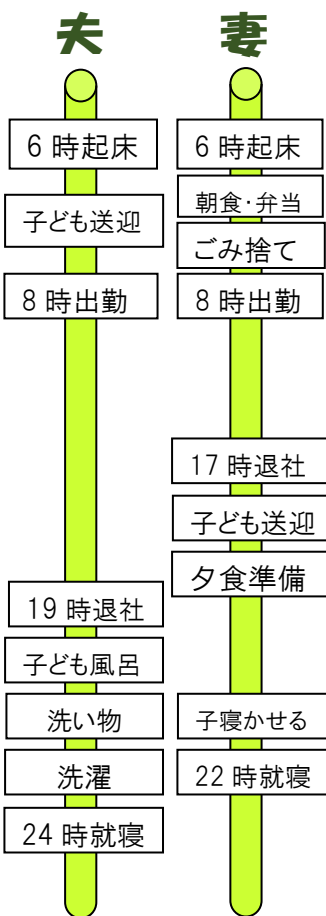 夫
6時起床
子ども送迎
8時出勤
19時退社
子ども風呂
洗い物
洗濯
24時就寝
妻
6時起床
朝食・弁当
ごみ捨て
8時出勤
17時退社
子ども送迎
夕食準備
子寝かせる
22時就寝